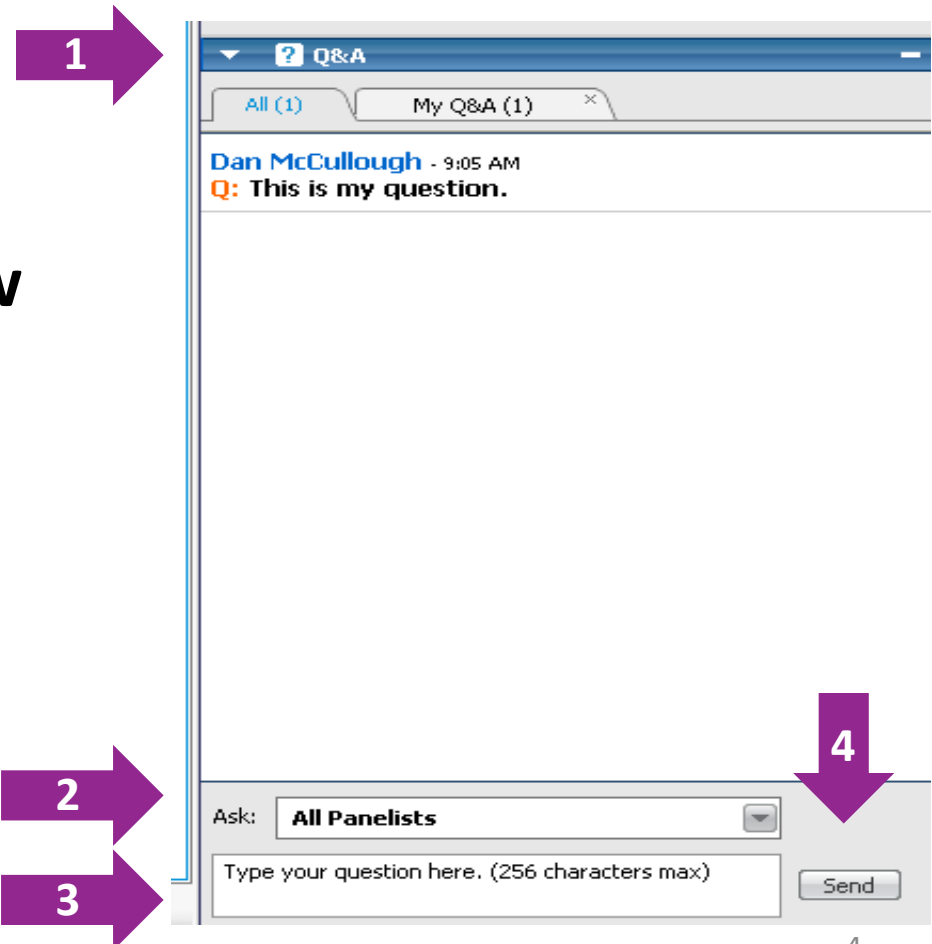 1
? Q&A
All (1) My Q&A (1) ×
Dan McCullough - 9:05 AM
Q: This is my question.
w
4
2
Ask: All Panelists
Type your question here. (256 characters max)
Send
3